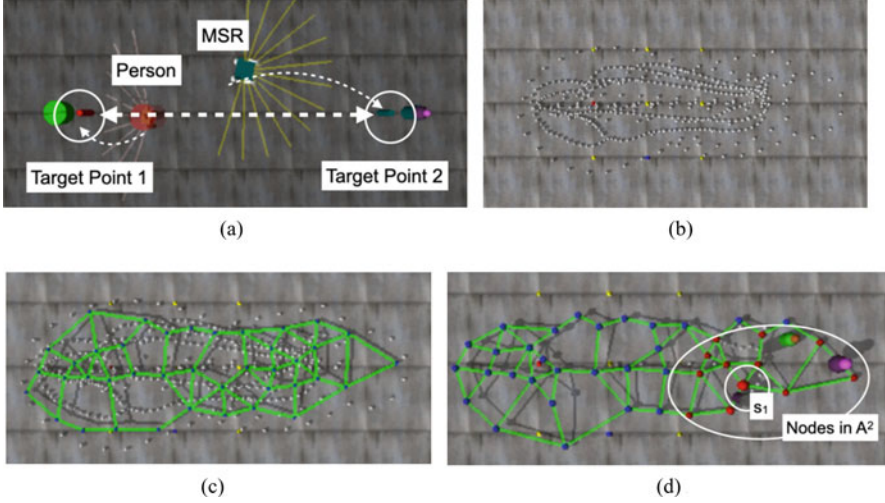 MSR
Person
Target Point 1
Target Point 2
(a)
(b)
S₁
Nodes in A²
(c)
(d)